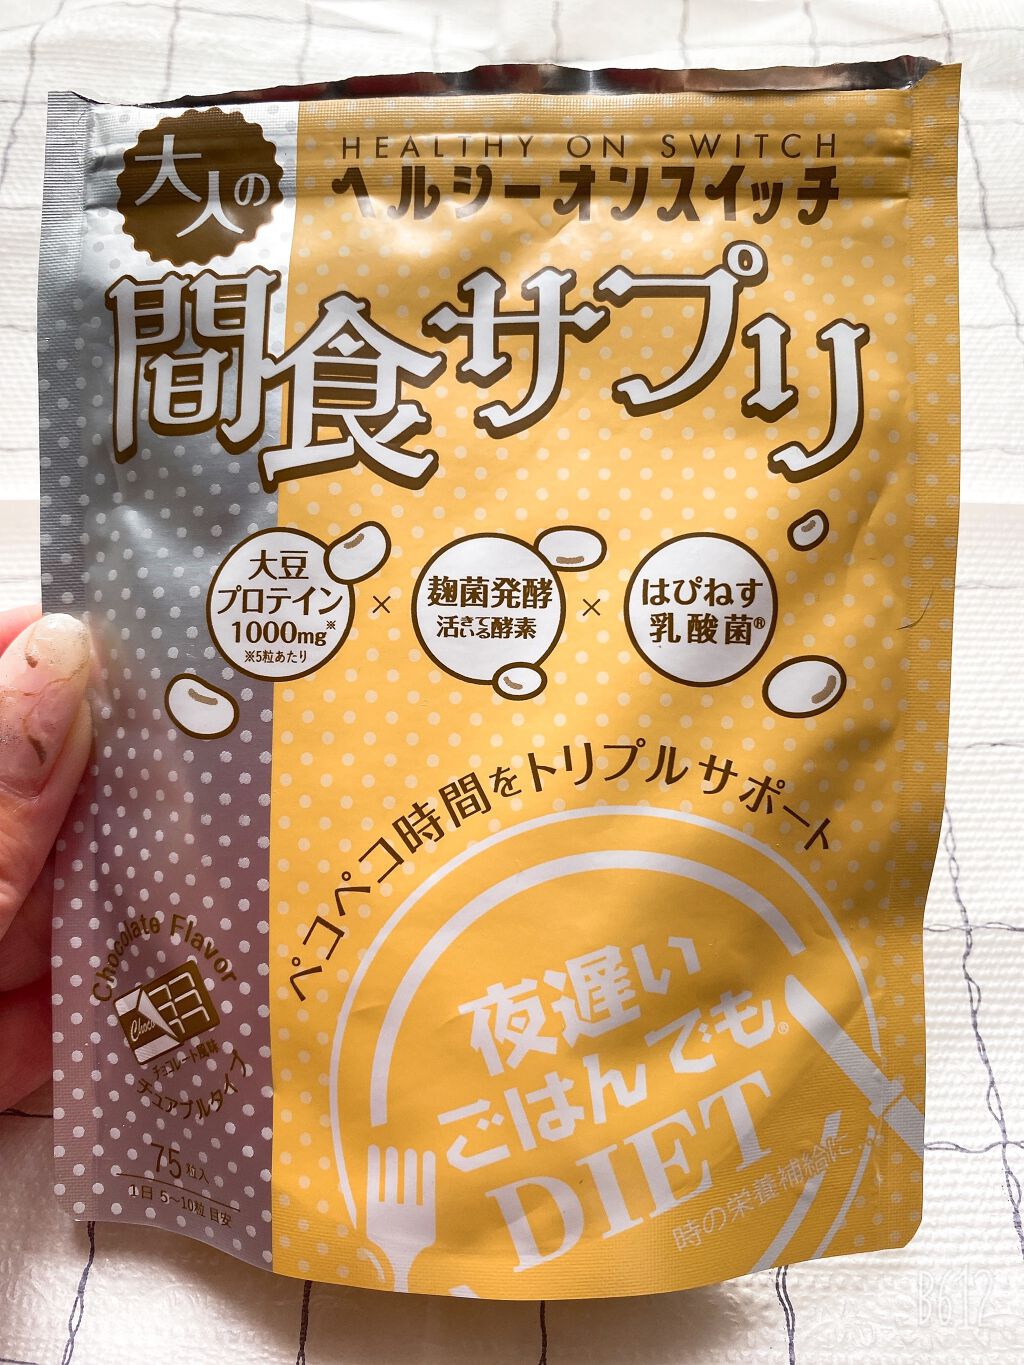 大人の
HEALTHY ON SWITCH
ヘルシーオンスイッチ
間食サプリ
大豆
プロテイン
1000mg※
※5粒あたり
×
麹菌発酵
活きている酵素
×
はぴねす
乳酸菌®
ペコペコ時間をトリプルサポート
夜遅い
ごはんでも®
DIET
時の栄養補給に
Chocolate Flavor
Choco
チョコレート風味
チュアブルタイプ
75粒入
1日 5～10粒 目安
B612